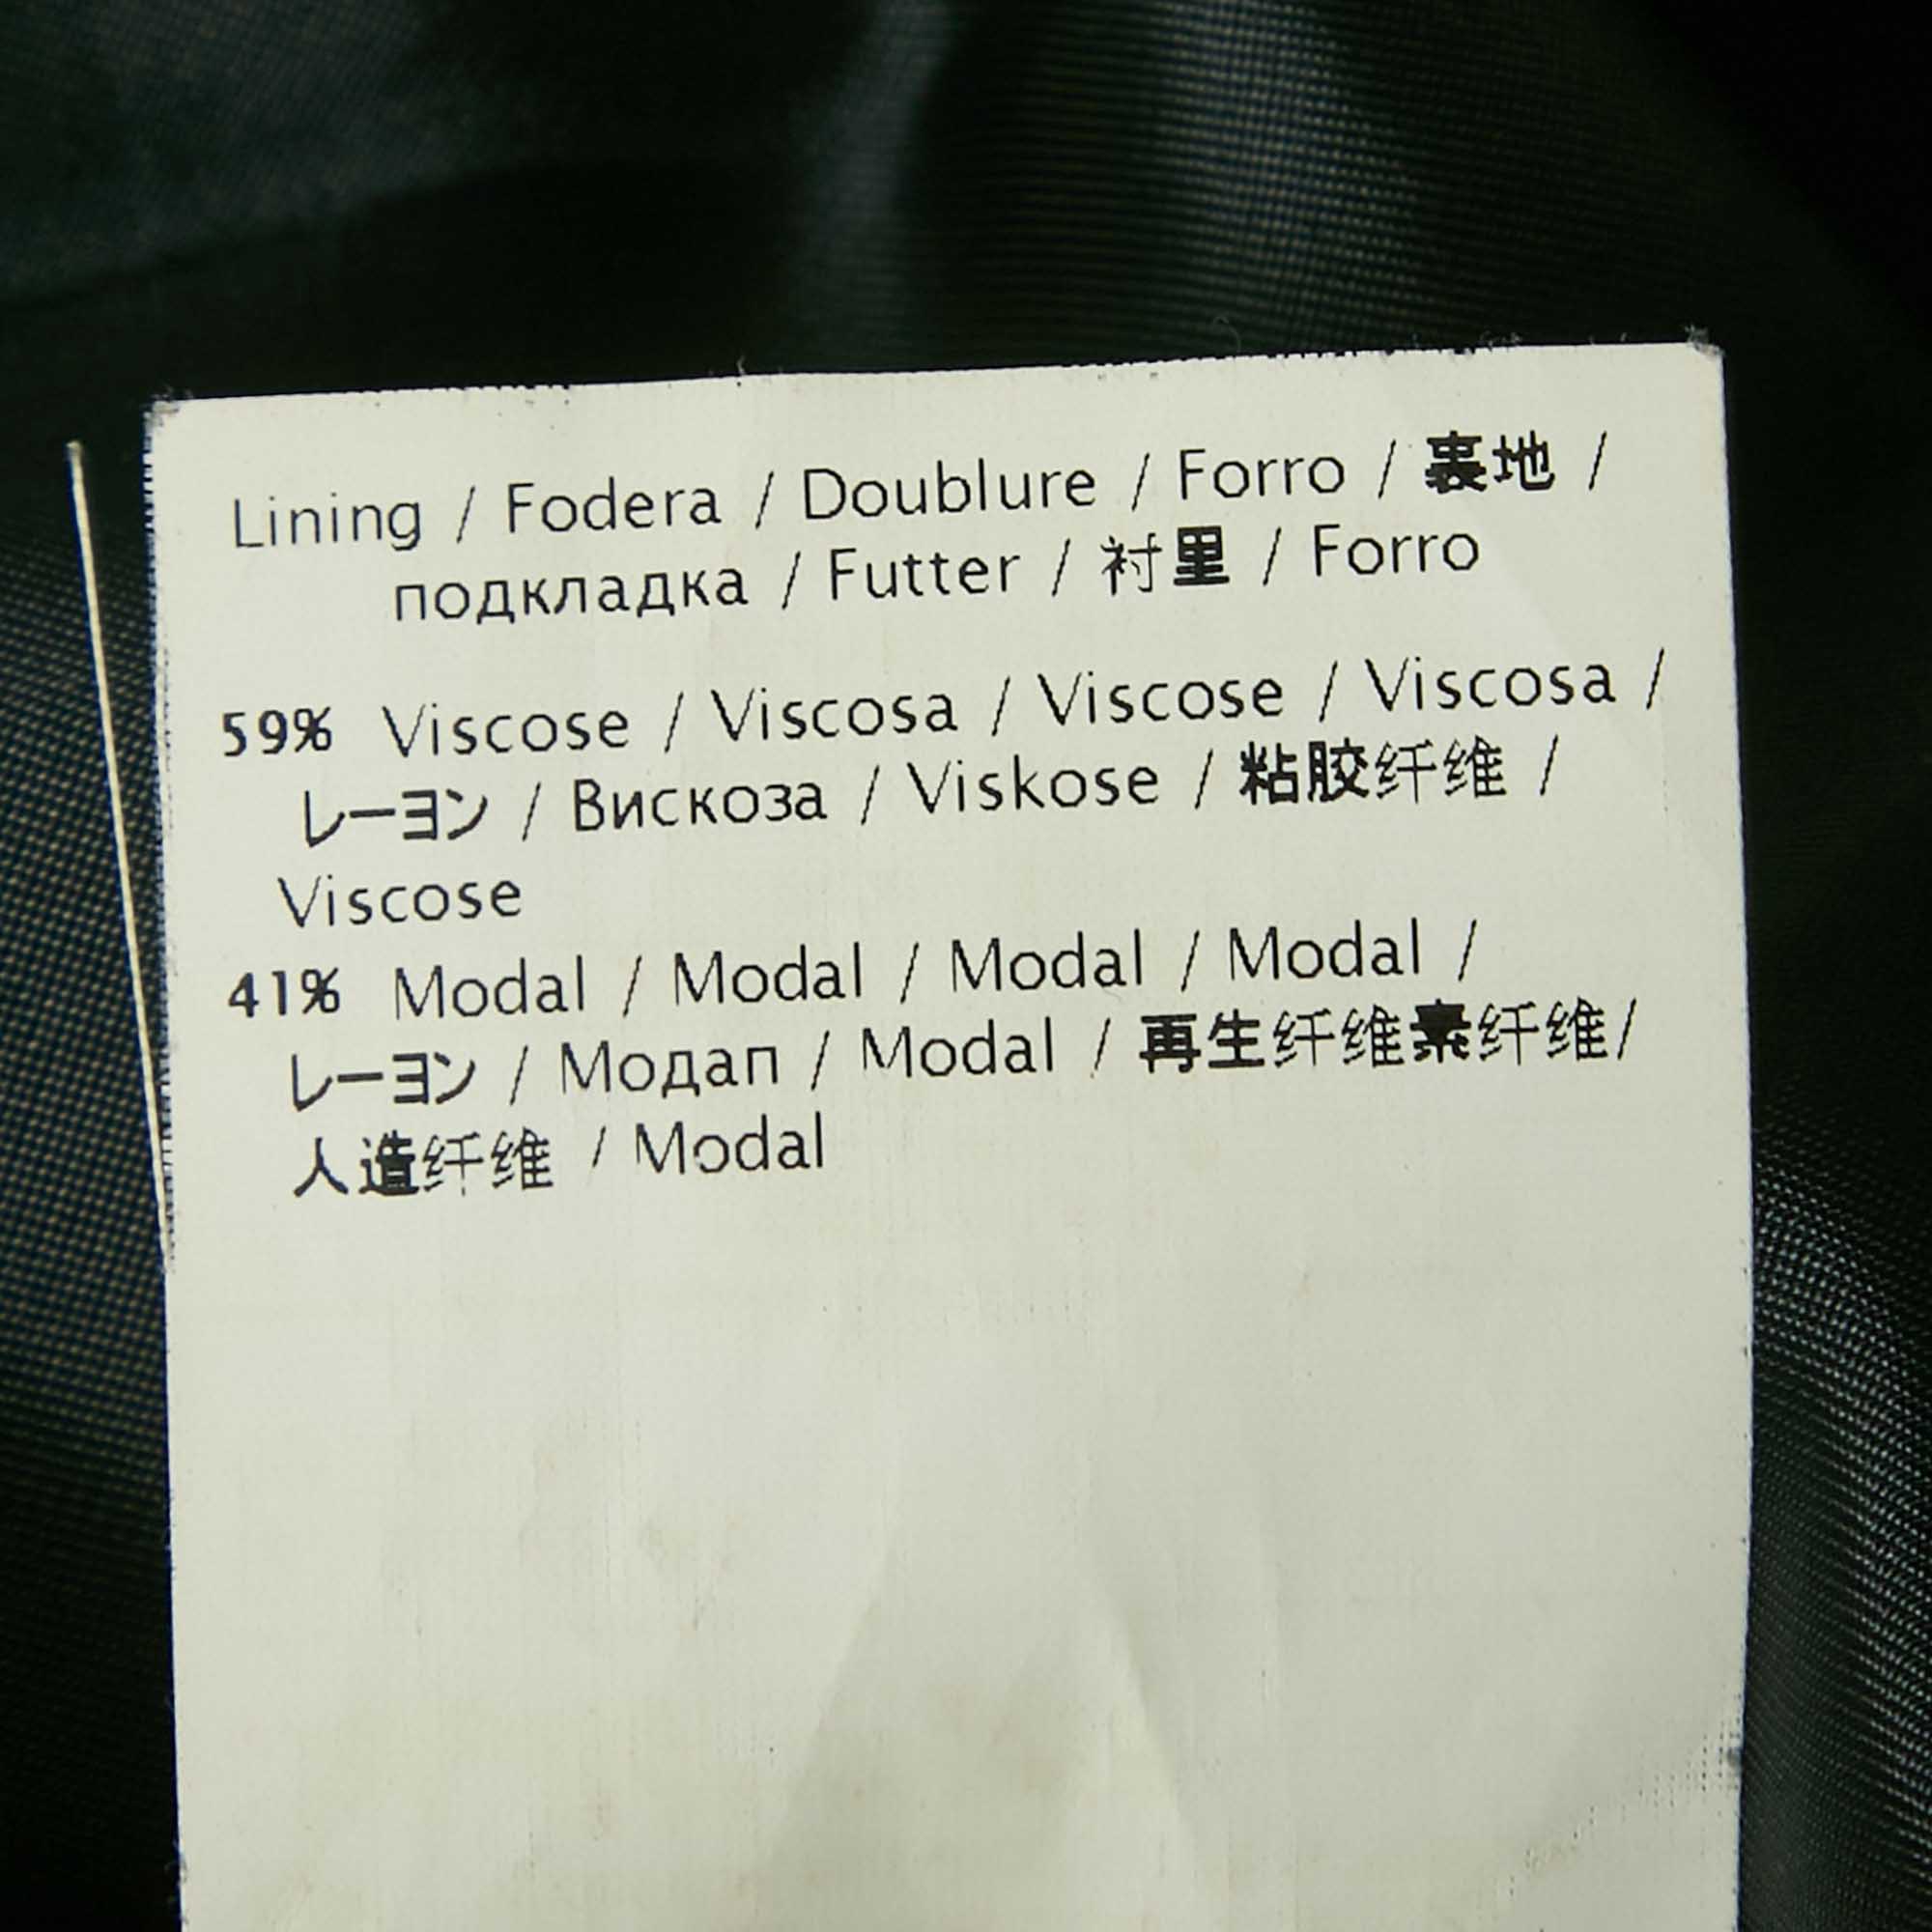 Lining / Fodera / Doublure / Forro / 裏地 /
подкладка / Futter / 衬里 / Forro
59% Viscose / Viscosa / Viscose / Viscosa /
レーヨン / Вискоза / Viskose / 粘胶纤维 /
Viscose
41% Modal / Modal / Modal / Modal /
レーヨン / Модап / Modal / 再生纤维素纤维/
人造纤维 / Modal